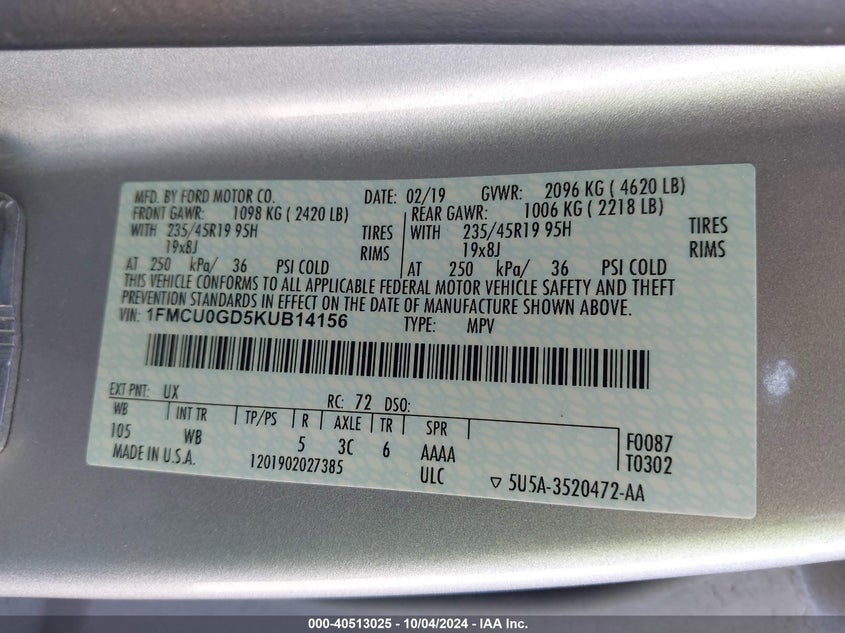 MFD. BY FORD MOTOR CO. DATE: 02/19 GVWR: 2096 KG ( 4620 LB)
FRONT GAWR: 1098 KG ( 2420 LB) REAR GAWR: 1006 KG ( 2218 LB)
WITH 235/45R19 95H TIRES WITH 235/45R19 95H TIRES
19x8J RIMS 19x8J RIMS
AT 250 kPa/ 36 PSI COLD AT 250 kPa/ 36 PSI COLD
THIS VEHICLE CONFORMS TO ALL APPLICABLE FEDERAL MOTOR VEHICLE SAFETY AND THEFT
PREVENTION STANDARDS IN EFFECT ON THE DATE OF MANUFACTURE SHOWN ABOVE.
VIN: 1FMCU0GD5KUB14156 TYPE: MPV
EXT PNT: UX RC: 72 DSO:
WB INT TR TP/PS R AXLE TR SPR
105 WB 5 3C 6 AAAA F0087
MADE IN U.S.A. 1201902027385 ULC T0302
▽ 5U5A-3520472-AA
000-40513025 - 10/04/2024 - IAA Inc.